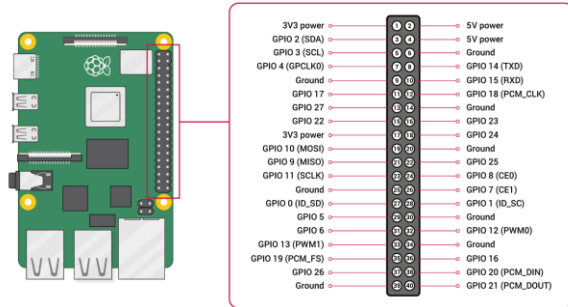 3V3 power 1 2 5V power
GPIO 2 (SDA) 3 4 5V power
GPIO 3 (SCL) 5 6 Ground
GPIO 4 (GPCLK0) 7 8 GPIO 14 (TXD)
Ground 9 10 GPIO 15 (RXD)
GPIO 17 11 12 GPIO 18 (PCM_CLK)
GPIO 27 13 14 Ground
GPIO 22 15 16 GPIO 23
3V3 power 17 18 GPIO 24
GPIO 10 (MOSI) 19 20 Ground
GPIO 9 (MISO) 21 22 GPIO 25
GPIO 11 (SCLK) 23 24 GPIO 8 (CE0)
Ground 25 26 GPIO 7 (CE1)
GPIO 0 (ID_SD) 27 28 GPIO 1 (ID_SC)
GPIO 5 29 30 Ground
GPIO 6 31 32 GPIO 12 (PWM0)
GPIO 13 (PWM1) 33 34 Ground
GPIO 19 (PCM_FS) 35 36 GPIO 16
GPIO 26 37 38 GPIO 20 (PCM_DIN)
Ground 39 40 GPIO 21 (PCM_DOUT)